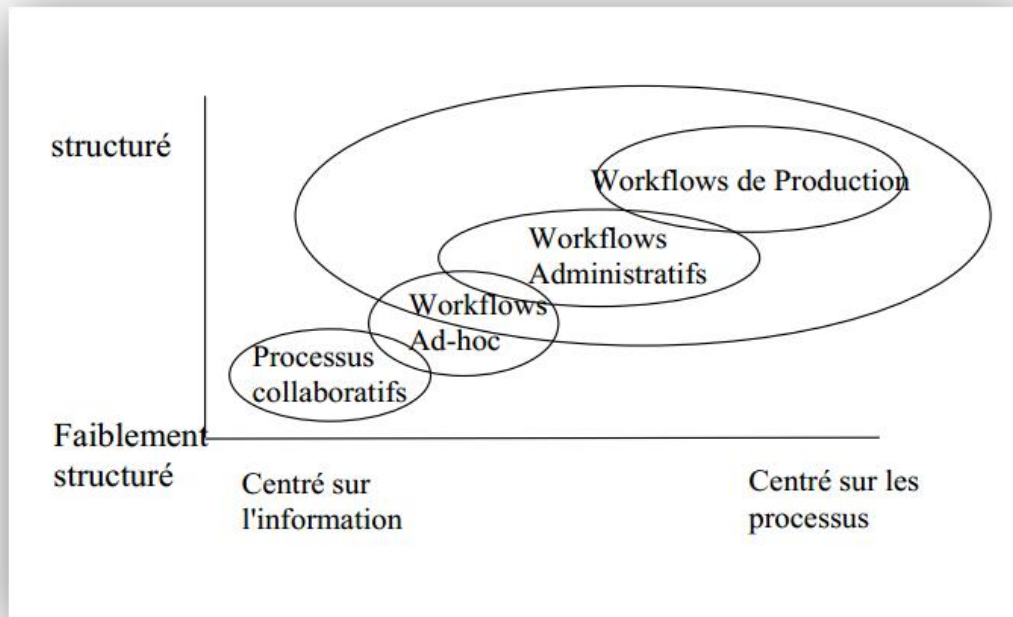 structuré
Workflows de Production
Workflows
Administratifs
Workflows
Ad-hoc
Processus
collaboratifs
Faiblement
structuré
Centré sur
l'information
Centré sur les
processus